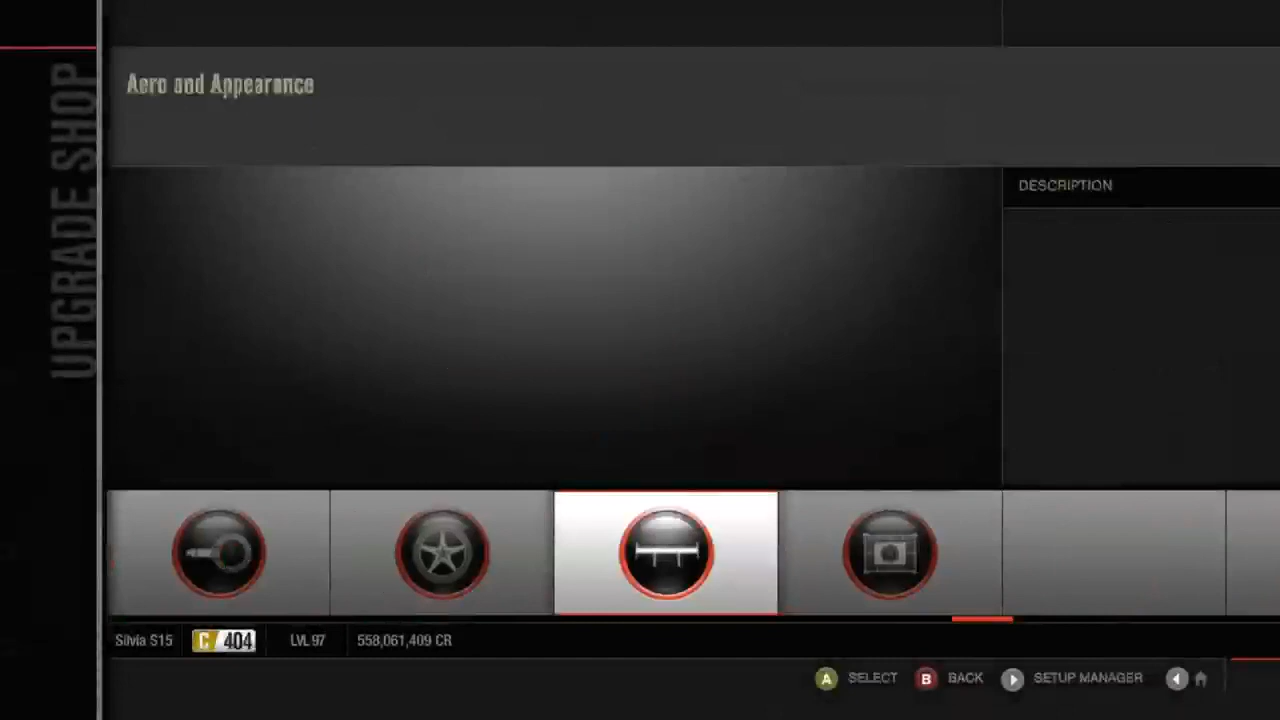 UPGRADE SHOP
Aero and Appearance
DESCRIPTION
Silvia S15 C 404 LVL 97 558,061,409 CR
A SELECT B BACK SETUP MANAGER